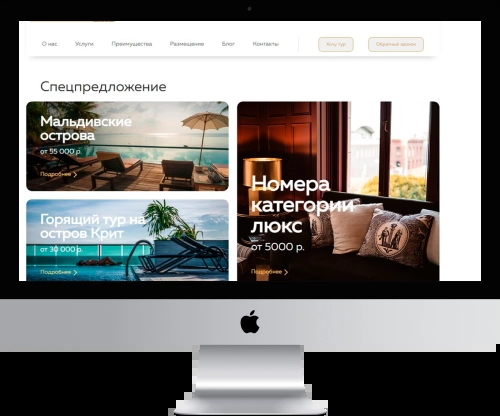 О нас Услуги Преимущества Размещение Блог Контакты Хочу тур Обратный звонок
Спецпредложение
Мальдивские
острова
от 55 000 р.
Подробнее
Горящий тур на
остров Крит
от 30 000 р.
Подробнее
Номера
категории
люкс
от 5000 р.
Подробнее